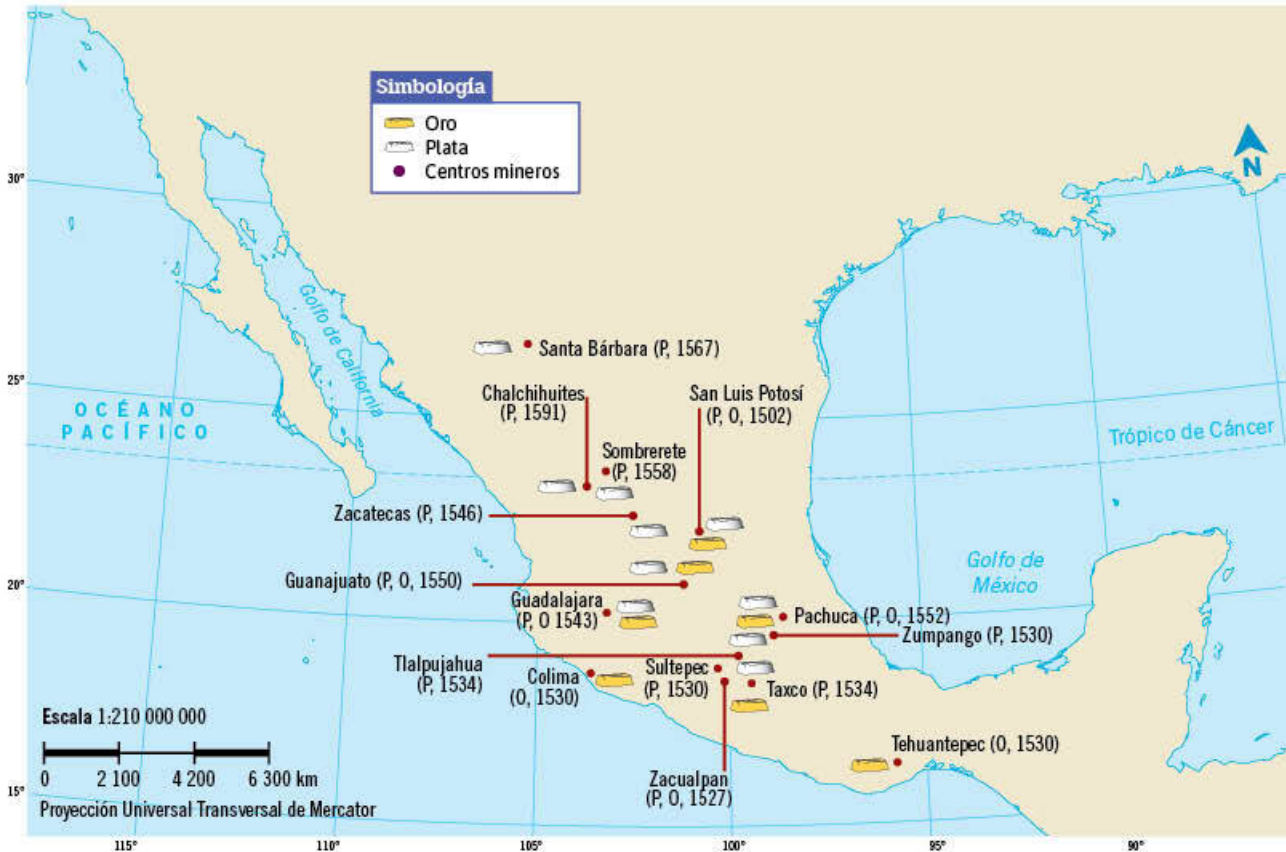 Simbología
Oro
Plata
Centros mineros
N
30°
Golfo de California
Santa Bárbara (P, 1567)
25°
Chalchihuites
(P, 1591)
San Luis Potosí
(P, O, 1502)
OCÉANO
PACÍFICO
Trópico de Cáncer
Sombrerete
(P, 1558)
Zacatecas (P, 1546)
Golfo de
México
20°
Guanajuato (P, O, 1550)
Guadalajara
(P, O 1543)
Pachuca (P, O, 1552)
Zumpango (P, 1530)
Tlalpujahua
(P, 1534)
Colima
(O, 1530)
Sultepec
(P, 1530)
Taxco (P, 1534)
Escala 1:210 000 000
0 2 100 4 200 6 300 km
Tehuantepec (O, 1530)
Zacualpan
(P, O, 1527)
15°
Proyección Universal Transversal de Mercator
115° 110° 105° 100° 95° 90°